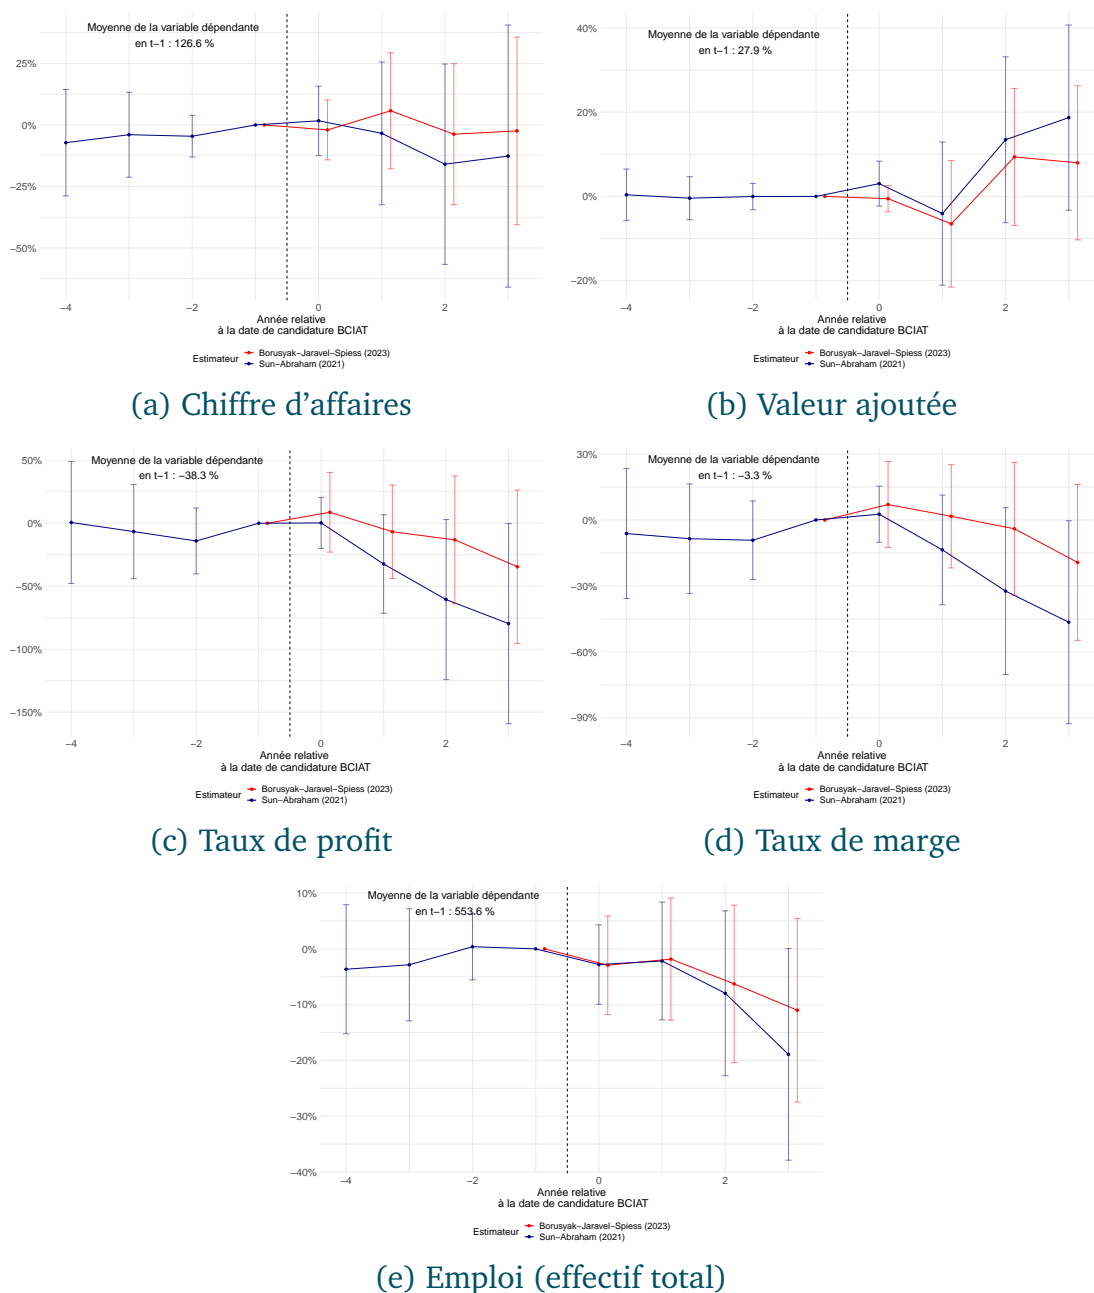 Moyenne de la variable dépendante
en t−1 : 126.6 %
25%
0%
−25%
−50%
−4
−2
0
2
Année relative
à la date de candidature BCIAT
Estimateur
Borusyak−Jaravel−Spiess (2023)
Sun−Abraham (2021)
(a) Chiffre d'affaires
Moyenne de la variable dépendante
en t−1 : 27.9 %
40%
20%
0%
−20%
−4
−2
0
2
Année relative
à la date de candidature BCIAT
Estimateur
Borusyak−Jaravel−Spiess (2023)
Sun−Abraham (2021)
(b) Valeur ajoutée
Moyenne de la variable dépendante
en t−1 : −38.3 %
50%
0%
−50%
−100%
−150%
−4
−2
0
2
Année relative
à la date de candidature BCIAT
Estimateur
Borusyak−Jaravel−Spiess (2023)
Sun−Abraham (2021)
(c) Taux de profit
Moyenne de la variable dépendante
en t−1 : −3.3 %
30%
0%
−30%
−60%
−90%
−4
−2
0
2
Année relative
à la date de candidature BCIAT
Estimateur
Borusyak−Jaravel−Spiess (2023)
Sun−Abraham (2021)
(d) Taux de marge
Moyenne de la variable dépendante
en t−1 : 553.6 %
10%
0%
−10%
−20%
−30%
−40%
−4
−2
0
2
Année relative
à la date de candidature BCIAT
Estimateur
Borusyak−Jaravel−Spiess (2023)
Sun−Abraham (2021)
(e) Emploi (effectif total)